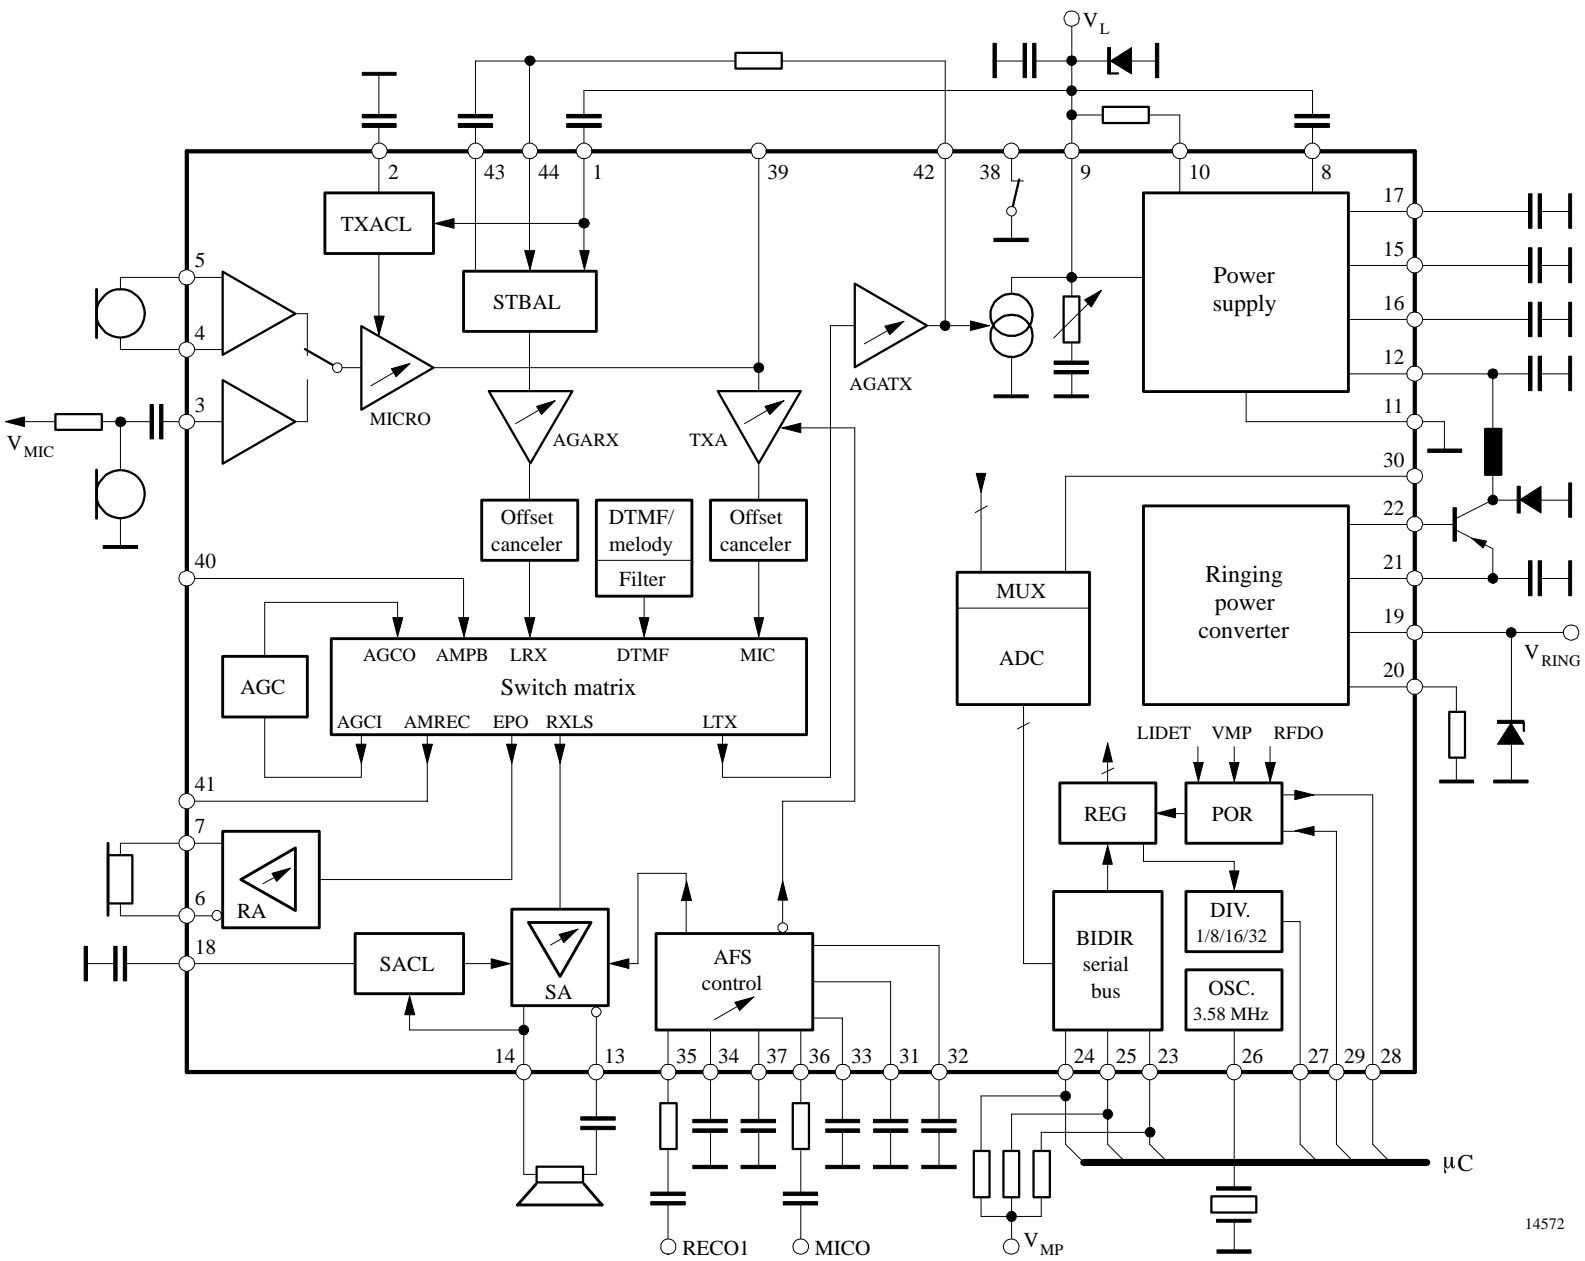 VL
2
43
44
1
39
42
38
9
10
8
17
TXACL
5
15
STBAL
Power
supply
16
4
12
AGATX
3
MICRO
AGARX
TXA
11
VMIC
30
Offset
canceler
DTMF/
melody
Filter
Offset
canceler
22
40
21
MUX
ADC
Ringing
power
converter
19
VRING
AGCO AMPB LRX DTMF MIC
Switch matrix
AGCI AMREC EPO RXLS LTX
AGC
20
LIDET VMP RFDO
41
7
REG
POR
6
RA
DIV.
1/8/16/32
18
SACL
SA
AFS
control
BIDIR
serial
bus
OSC.
3.58 MHz
14
13
35
34
37
36
33
31
32
24
25
23
26
27
29
28
µC
RECO1
MICO
VMP
14572